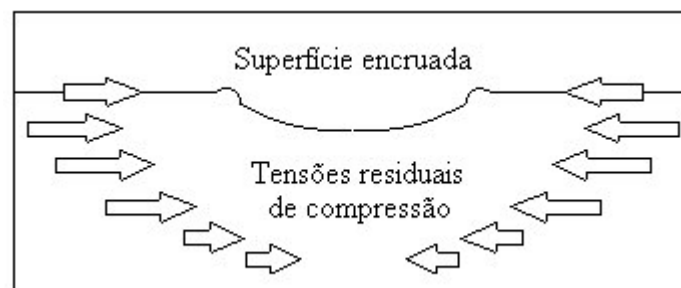 Superfície encruada
Tensões residuais
de compressão